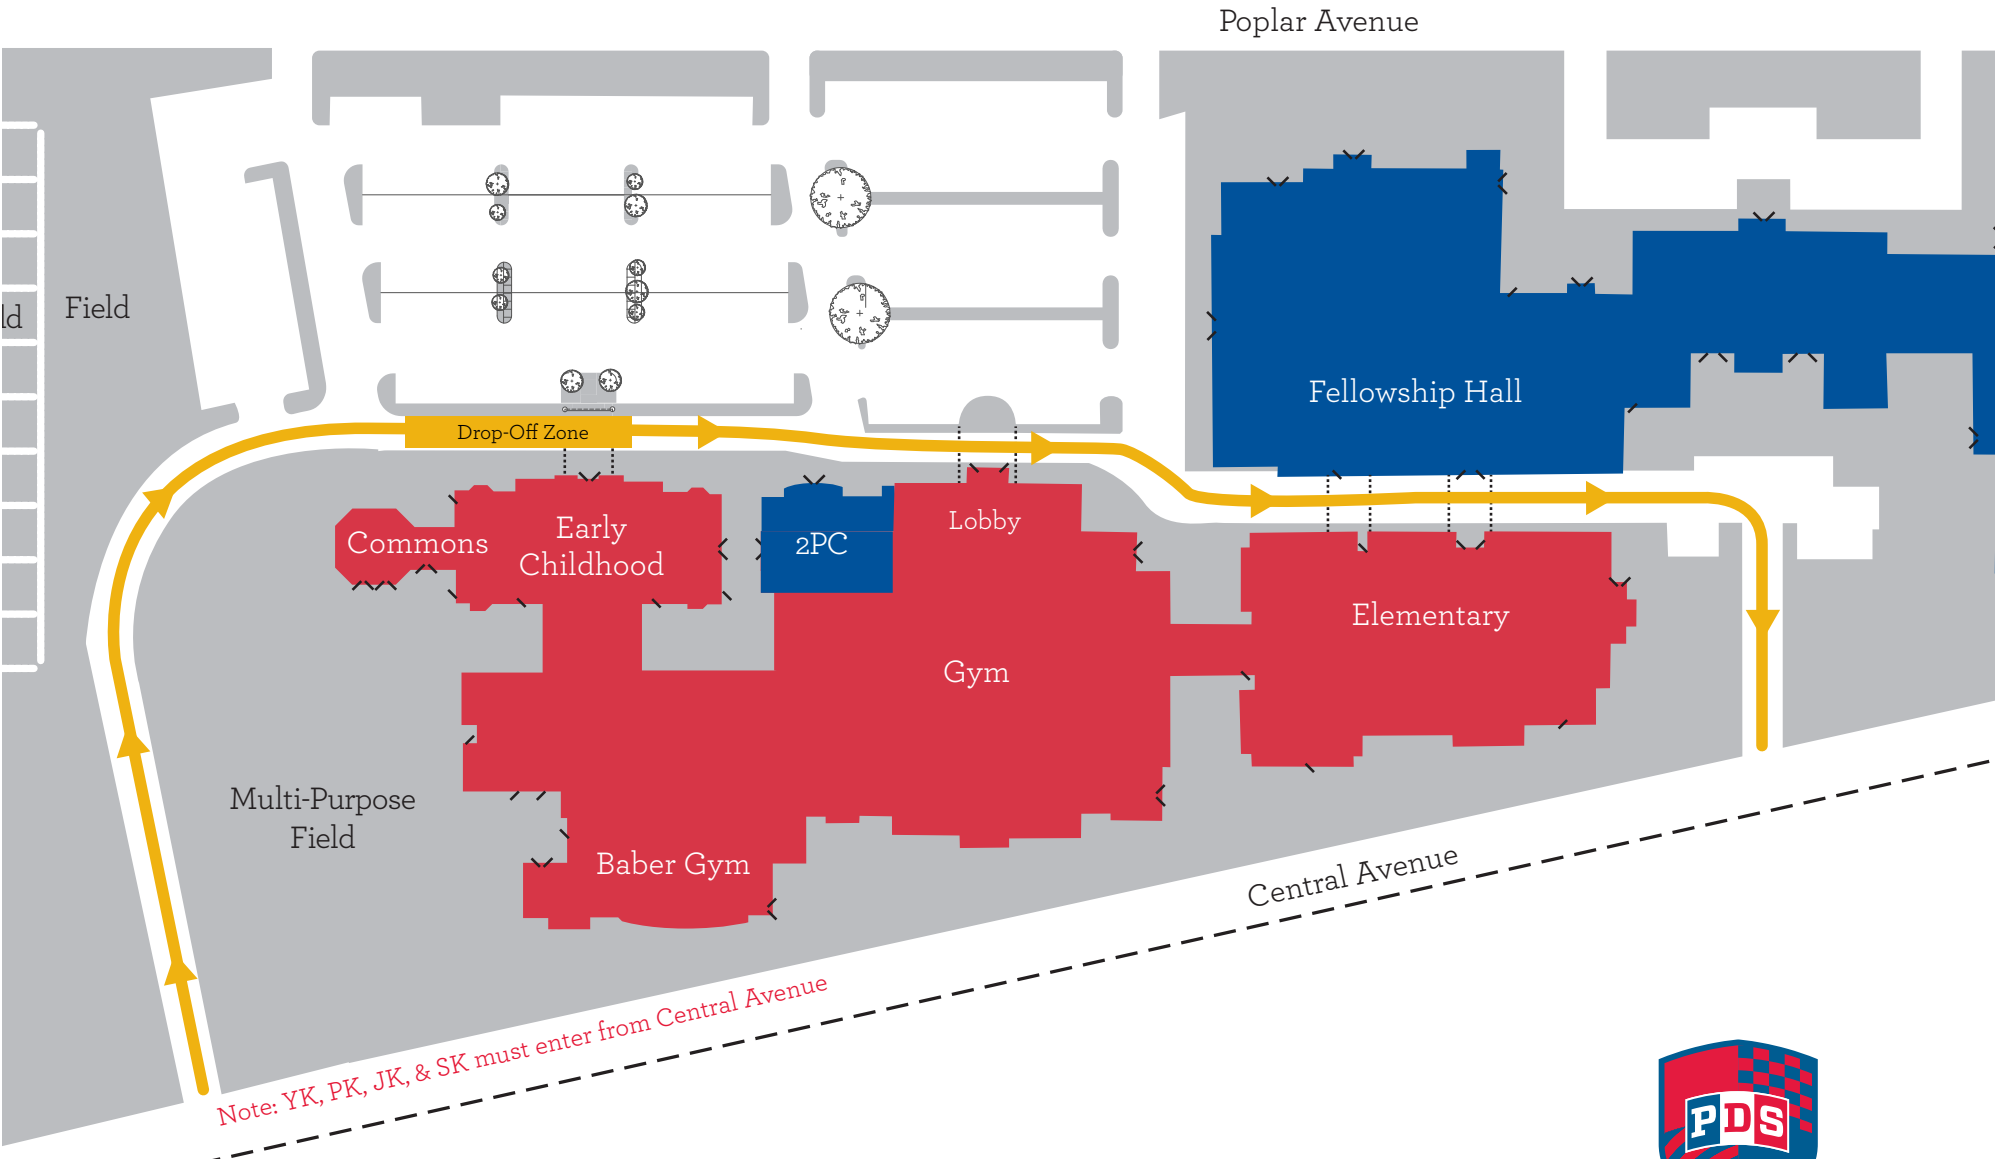 Poplar Avenue
ld
Field
Fellowship Hall
Drop-Off Zone
Commons
Early
Childhood
2PC
Lobby
Gym
Elementary
Multi-Purpose
Field
Baber Gym
Central Avenue
Note: YK, PK, JK, & SK must enter from Central Avenue
PDS